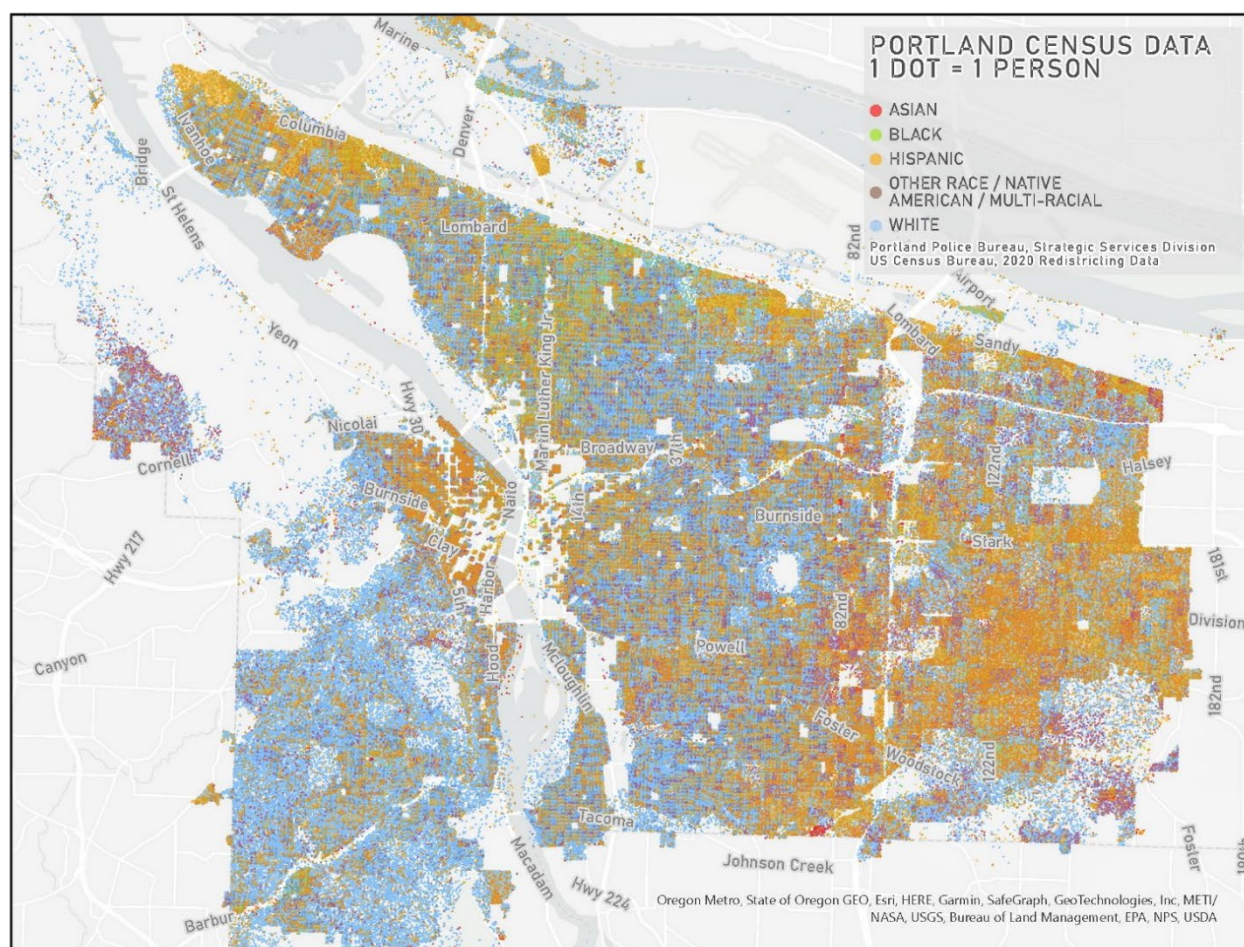 PORTLAND CENSUS DATA
1 DOT = 1 PERSON
ASIAN
BLACK
HISPANIC
OTHER RACE / NATIVE
AMERICAN / MULTI-RACIAL
WHITE
Portland Police Bureau, Strategic Services Division
US Census Bureau, 2020 Redistricting Data
Marine
Columbia
Denver
Ivanhoe
Bridge
St Helens
Lombard
82nd
Airport
Lombard
Sandy
Yeon
Martin Luther King Jr
Hwy 30
Nicolai
Cornell
Broadway
37th
122nd
Halsey
Burnside
Naito
14th
Burnside
Clay
Stark
Hwy 217
5th
Harbor
82nd
181st
Division
Canyon
Hood
Mcloughlin
Powell
182nd
Foster
Woodstock
122nd
Tacoma
Johnson Creek
Foster
Macadam
Hwy 224
Barbur
Oregon Metro, State of Oregon GEO, Esri, HERE, Garmin, SafeGraph, GeoTechnologies, Inc, METI/
NASA, USGS, Bureau of Land Management, EPA, NPS, USDA